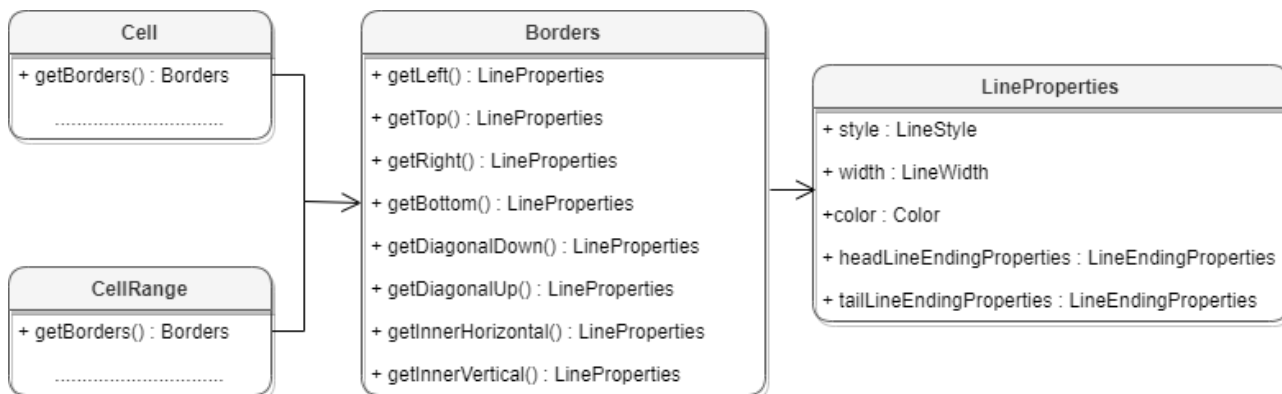 Cell
+ getBorders() : Borders
................................
CellRange
+ getBorders() : Borders
................................
Borders
+ getLeft() : LineProperties
+ getTop() : LineProperties
+ getRight() : LineProperties
+ getBottom() : LineProperties
+ getDiagonalDown() : LineProperties
+ getDiagonalUp() : LineProperties
+ getInnerHorizontal() : LineProperties
+ getInnerVertical() : LineProperties
LineProperties
+ style : LineStyle
+ width : LineWidth
+color : Color
+ headLineEndingProperties : LineEndingProperties
+ tailLineEndingProperties : LineEndingProperties